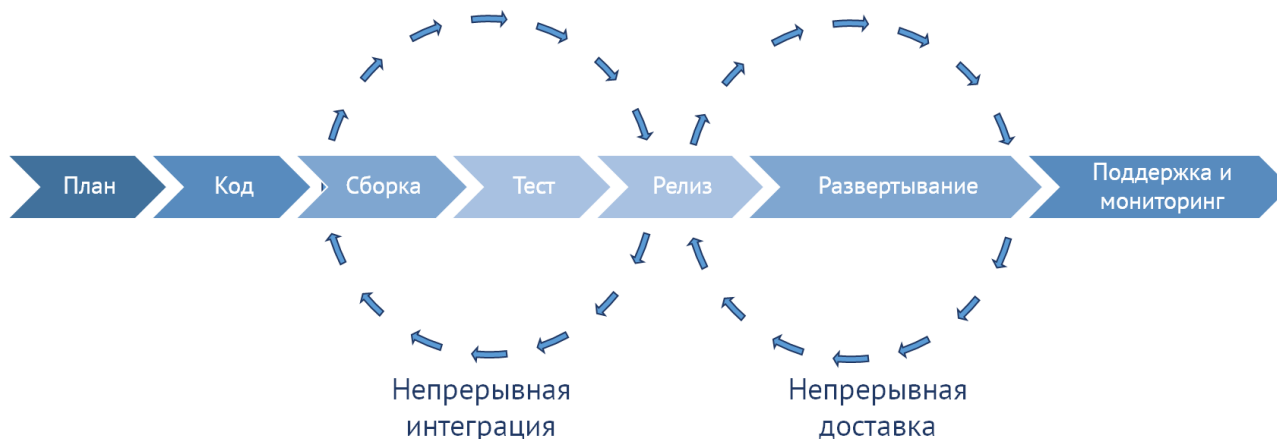 План
Код
Сборка
Тест
Релиз
Развертывание
Поддержка и
мониторинг
Непрерывная
интеграция
Непрерывная
доставка